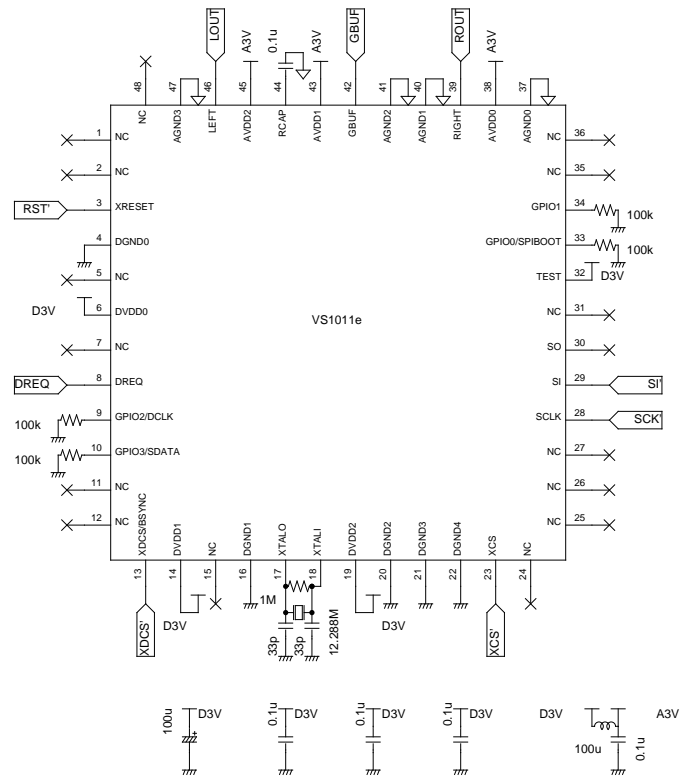 LOUT
A3V
0.1u
A3V
GBUF
ROUT
A3V
48
47
46
45
44
43
42
41
40
39
38
37
NC
AGND3
LEFT
AVDD2
RCAP
AVDD1
GBUF
AGND2
AGND1
RIGHT
AVDD0
AGND0
1 NC
NC 36
2 NC
NC 35
RST' 3 XRESET
GPIO1 34 100k
4 DGND0
GPIO0/SPIBOOT 33 100k
5 NC
TEST 32 D3V
D3V 6 DVDD0
NC 31
VS1011e
7 NC
SO 30
DREQ 8 DREQ
SI 29 SI'
100k 9 GPIO2/DCLK
SCLK 28 SCK'
100k 10 GPIO3/SDATA
NC 27
11 NC
NC 26
12 NC
NC 25
XDCS/BSYNC
DVDD1
NC
DGND1
XTALO
XTALI
DVDD2
DGND2
DGND3
DGND4
XCS
NC
13
14
15
16
17
18
19
20
21
22
23
24
XDCS'
D3V
1M
33p
33p
12.288M
D3V
XCS'
100u
D3V
0.1u
D3V
0.1u
D3V
0.1u
D3V
D3V
A3V
100u
0.1u